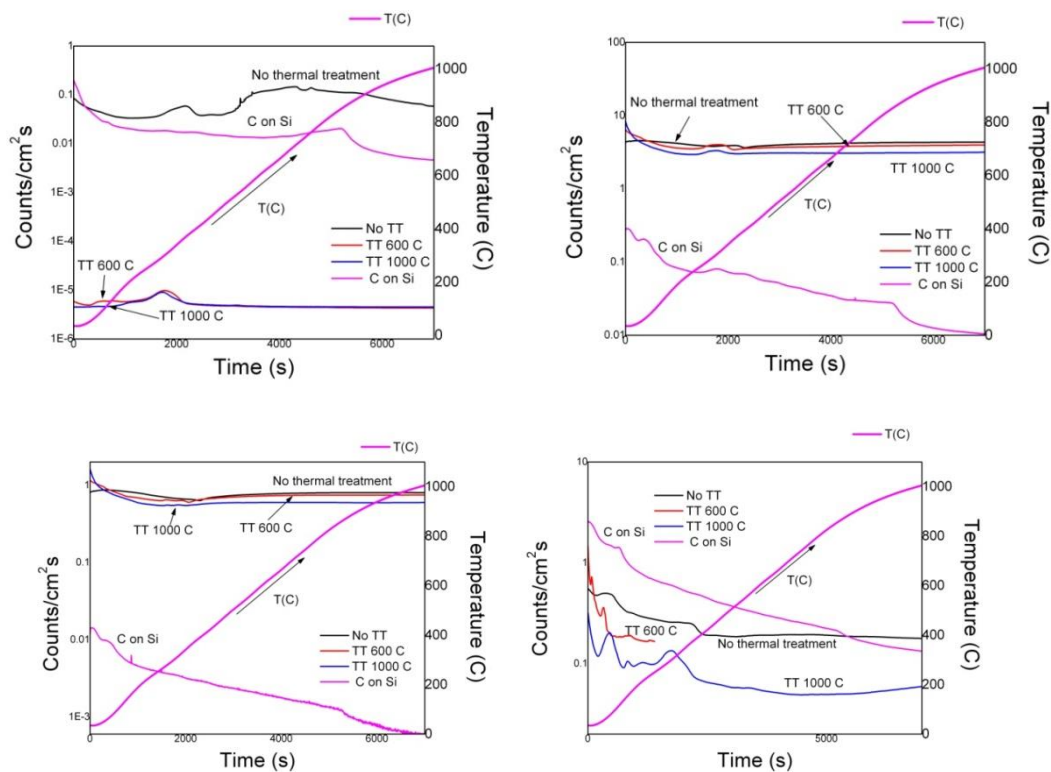 T(C)
1
0.1
0.01
1E-3
1E-4
1E-5
1E-6
Counts/cm²s
No thermal treatment
C on Si
T(C)
No TT
TT 600 C
TT 1000 C
C on Si
TT 600 C
TT 1000 C
0 2000 4000 6000
Time (s)
1000
800
600
400
200
0
Temperature (C)
T(C)
100
10
1
0.1
0.01
Counts/cm²s
No thermal treatment
TT 600 C
TT 1000 C
C on Si
T(C)
No TT
TT 600 C
TT 1000 C
C on Si
0 2000 4000 6000
Time (s)
1000
800
600
400
200
0
Temperature (C)
T(C)
1
0.1
0.01
1E-3
Counts/cm²s
No thermal treatment
TT 600 C
TT 1000 C
T(C)
C on Si
No TT
TT 600 C
TT 1000 C
C on Si
0 2000 4000 6000
Time (s)
1000
800
600
400
200
0
Temperature (C)
T(C)
10
1
0.1
Counts/cm²s
No TT
TT 600 C
TT 1000 C
C on Si
C on Si
T(C)
TT 600 C
No thermal treatment
TT 1000 C
0 5000
Time (s)
1000
800
600
400
200
0
Temperature (C)